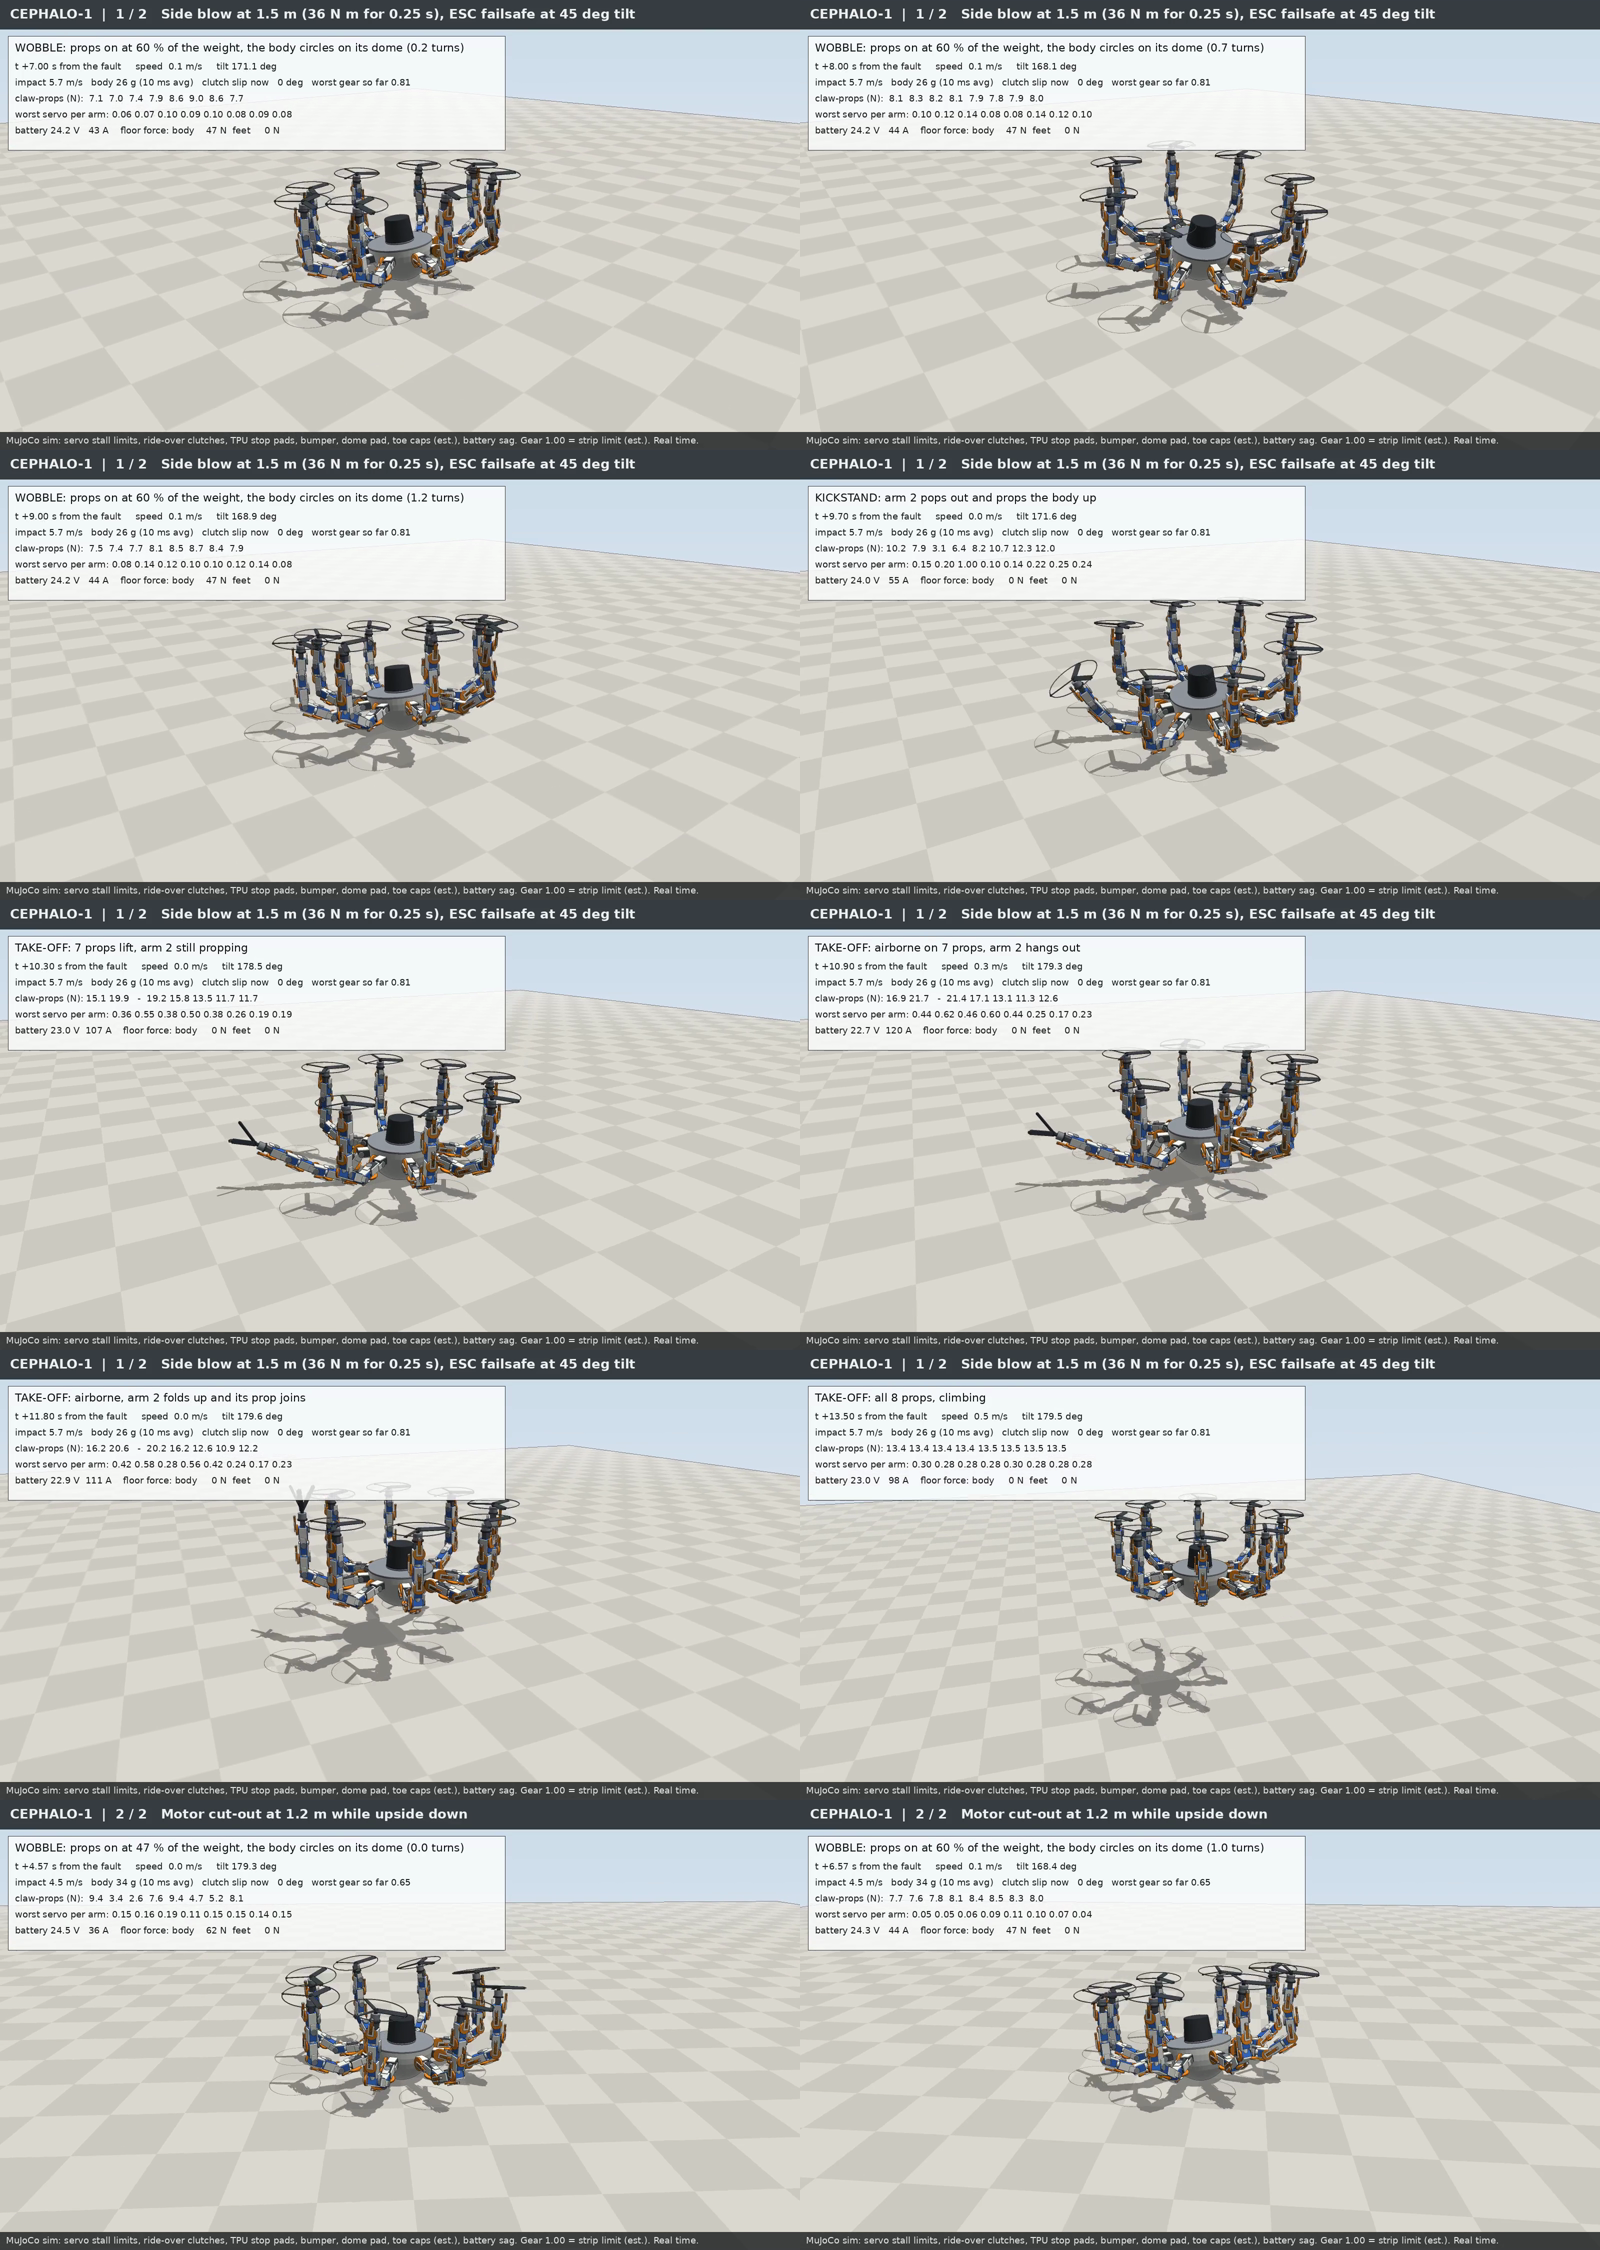 CEPHALO-1 | 1 / 2 Side blow at 1.5 m (36 N m for 0.25 s), ESC failsafe at 45 deg tilt
WOBBLE: props on at 60 % of the weight, the body circles on its dome (0.2 turns)
t +7.00 s from the fault speed 0.1 m/s tilt 171.1 deg
impact 5.7 m/s body 26 g (10 ms avg) clutch slip now 0 deg worst gear so far 0.81
claw-props (N): 7.1 7.0 7.4 7.9 8.6 9.0 8.6 7.7
worst servo per arm: 0.06 0.07 0.10 0.09 0.10 0.08 0.09 0.08
battery 24.2 V 43 A floor force: body 47 N feet 0 N
MuJoCo sim: servo stall limits, ride-over clutches, TPU stop pads, bumper, dome pad, toe caps (est.), battery sag. Gear 1.00 = strip limit (est.). Real time.
CEPHALO-1 | 1 / 2 Side blow at 1.5 m (36 N m for 0.25 s), ESC failsafe at 45 deg tilt
WOBBLE: props on at 60 % of the weight, the body circles on its dome (0.7 turns)
t +8.00 s from the fault speed 0.1 m/s tilt 168.1 deg
impact 5.7 m/s body 26 g (10 ms avg) clutch slip now 0 deg worst gear so far 0.81
claw-props (N): 8.1 8.3 8.2 8.1 7.9 7.8 7.9 8.0
worst servo per arm: 0.10 0.12 0.14 0.08 0.08 0.14 0.12 0.10
battery 24.2 V 44 A floor force: body 47 N feet 0 N
MuJoCo sim: servo stall limits, ride-over clutches, TPU stop pads, bumper, dome pad, toe caps (est.), battery sag. Gear 1.00 = strip limit (est.). Real time.
CEPHALO-1 | 1 / 2 Side blow at 1.5 m (36 N m for 0.25 s), ESC failsafe at 45 deg tilt
WOBBLE: props on at 60 % of the weight, the body circles on its dome (1.2 turns)
t +9.00 s from the fault speed 0.1 m/s tilt 168.9 deg
impact 5.7 m/s body 26 g (10 ms avg) clutch slip now 0 deg worst gear so far 0.81
claw-props (N): 7.5 7.4 7.7 8.1 8.5 8.7 8.4 7.9
worst servo per arm: 0.08 0.14 0.12 0.10 0.10 0.12 0.14 0.08
battery 24.2 V 44 A floor force: body 47 N feet 0 N
MuJoCo sim: servo stall limits, ride-over clutches, TPU stop pads, bumper, dome pad, toe caps (est.), battery sag. Gear 1.00 = strip limit (est.). Real time.
CEPHALO-1 | 1 / 2 Side blow at 1.5 m (36 N m for 0.25 s), ESC failsafe at 45 deg tilt
KICKSTAND: arm 2 pops out and props the body up
t +9.70 s from the fault speed 0.0 m/s tilt 171.6 deg
impact 5.7 m/s body 26 g (10 ms avg) clutch slip now 0 deg worst gear so far 0.81
claw-props (N): 10.2 7.9 3.1 6.4 8.2 10.7 12.3 12.0
worst servo per arm: 0.15 0.20 1.00 0.10 0.14 0.22 0.25 0.24
battery 24.0 V 55 A floor force: body 0 N feet 0 N
MuJoCo sim: servo stall limits, ride-over clutches, TPU stop pads, bumper, dome pad, toe caps (est.), battery sag. Gear 1.00 = strip limit (est.). Real time.
CEPHALO-1 | 1 / 2 Side blow at 1.5 m (36 N m for 0.25 s), ESC failsafe at 45 deg tilt
TAKE-OFF: 7 props lift, arm 2 still propping
t +10.30 s from the fault speed 0.0 m/s tilt 178.5 deg
impact 5.7 m/s body 26 g (10 ms avg) clutch slip now 0 deg worst gear so far 0.81
claw-props (N): 15.1 19.9 - 19.2 15.8 13.5 11.7 11.7
worst servo per arm: 0.36 0.55 0.38 0.50 0.38 0.26 0.19 0.19
battery 23.0 V 107 A floor force: body 0 N feet 0 N
MuJoCo sim: servo stall limits, ride-over clutches, TPU stop pads, bumper, dome pad, toe caps (est.), battery sag. Gear 1.00 = strip limit (est.). Real time.
CEPHALO-1 | 1 / 2 Side blow at 1.5 m (36 N m for 0.25 s), ESC failsafe at 45 deg tilt
TAKE-OFF: airborne on 7 props, arm 2 hangs out
t +10.90 s from the fault speed 0.3 m/s tilt 179.3 deg
impact 5.7 m/s body 26 g (10 ms avg) clutch slip now 0 deg worst gear so far 0.81
claw-props (N): 16.9 21.7 - 21.4 17.1 13.1 11.3 12.6
worst servo per arm: 0.44 0.62 0.46 0.60 0.44 0.25 0.17 0.23
battery 22.7 V 120 A floor force: body 0 N feet 0 N
MuJoCo sim: servo stall limits, ride-over clutches, TPU stop pads, bumper, dome pad, toe caps (est.), battery sag. Gear 1.00 = strip limit (est.). Real time.
CEPHALO-1 | 1 / 2 Side blow at 1.5 m (36 N m for 0.25 s), ESC failsafe at 45 deg tilt
TAKE-OFF: airborne, arm 2 folds up and its prop joins
t +11.80 s from the fault speed 0.0 m/s tilt 179.6 deg
impact 5.7 m/s body 26 g (10 ms avg) clutch slip now 0 deg worst gear so far 0.81
claw-props (N): 16.2 20.6 - 20.2 16.2 12.6 10.9 12.2
worst servo per arm: 0.42 0.58 0.28 0.56 0.42 0.24 0.17 0.23
battery 22.9 V 111 A floor force: body 0 N feet 0 N
MuJoCo sim: servo stall limits, ride-over clutches, TPU stop pads, bumper, dome pad, toe caps (est.), battery sag. Gear 1.00 = strip limit (est.). Real time.
CEPHALO-1 | 1 / 2 Side blow at 1.5 m (36 N m for 0.25 s), ESC failsafe at 45 deg tilt
TAKE-OFF: all 8 props, climbing
t +13.50 s from the fault speed 0.5 m/s tilt 179.5 deg
impact 5.7 m/s body 26 g (10 ms avg) clutch slip now 0 deg worst gear so far 0.81
claw-props (N): 13.4 13.4 13.4 13.4 13.5 13.5 13.5 13.5
worst servo per arm: 0.30 0.28 0.28 0.28 0.30 0.28 0.28 0.28
battery 23.0 V 98 A floor force: body 0 N feet 0 N
MuJoCo sim: servo stall limits, ride-over clutches, TPU stop pads, bumper, dome pad, toe caps (est.), battery sag. Gear 1.00 = strip limit (est.). Real time.
CEPHALO-1 | 2 / 2 Motor cut-out at 1.2 m while upside down
WOBBLE: props on at 47 % of the weight, the body circles on its dome (0.0 turns)
t +4.57 s from the fault speed 0.0 m/s tilt 179.3 deg
impact 4.5 m/s body 34 g (10 ms avg) clutch slip now 0 deg worst gear so far 0.65
claw-props (N): 9.4 3.4 2.6 7.6 9.4 4.7 5.2 8.1
worst servo per arm: 0.15 0.16 0.19 0.11 0.15 0.15 0.14 0.15
battery 24.5 V 36 A floor force: body 62 N feet 0 N
MuJoCo sim: servo stall limits, ride-over clutches, TPU stop pads, bumper, dome pad, toe caps (est.), battery sag. Gear 1.00 = strip limit (est.). Real time.
CEPHALO-1 | 2 / 2 Motor cut-out at 1.2 m while upside down
WOBBLE: props on at 60 % of the weight, the body circles on its dome (1.0 turns)
t +6.57 s from the fault speed 0.1 m/s tilt 168.4 deg
impact 4.5 m/s body 34 g (10 ms avg) clutch slip now 0 deg worst gear so far 0.65
claw-props (N): 7.7 7.6 7.8 8.1 8.4 8.5 8.3 8.0
worst servo per arm: 0.05 0.05 0.06 0.09 0.11 0.10 0.07 0.04
battery 24.3 V 44 A floor force: body 47 N feet 0 N
MuJoCo sim: servo stall limits, ride-over clutches, TPU stop pads, bumper, dome pad, toe caps (est.), battery sag. Gear 1.00 = strip limit (est.). Real time.